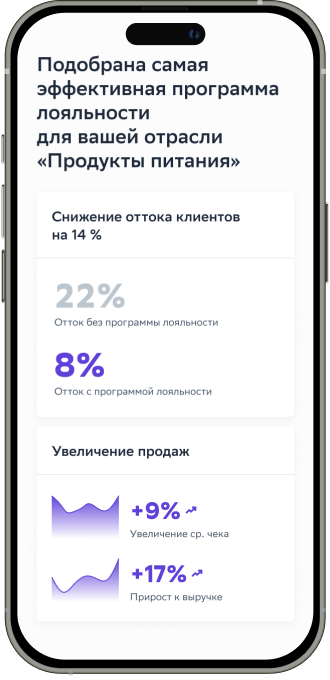 Подобрана самая
эффективная программа
лояльности
для вашей отрасли
«Продукты питания»
Снижение оттока клиентов
на 14 %
22%
Отток без программы лояльности
8%
Отток с программой лояльности
Увеличение продаж
+9%
Увеличение ср. чека
+17%
Прирост к выручке